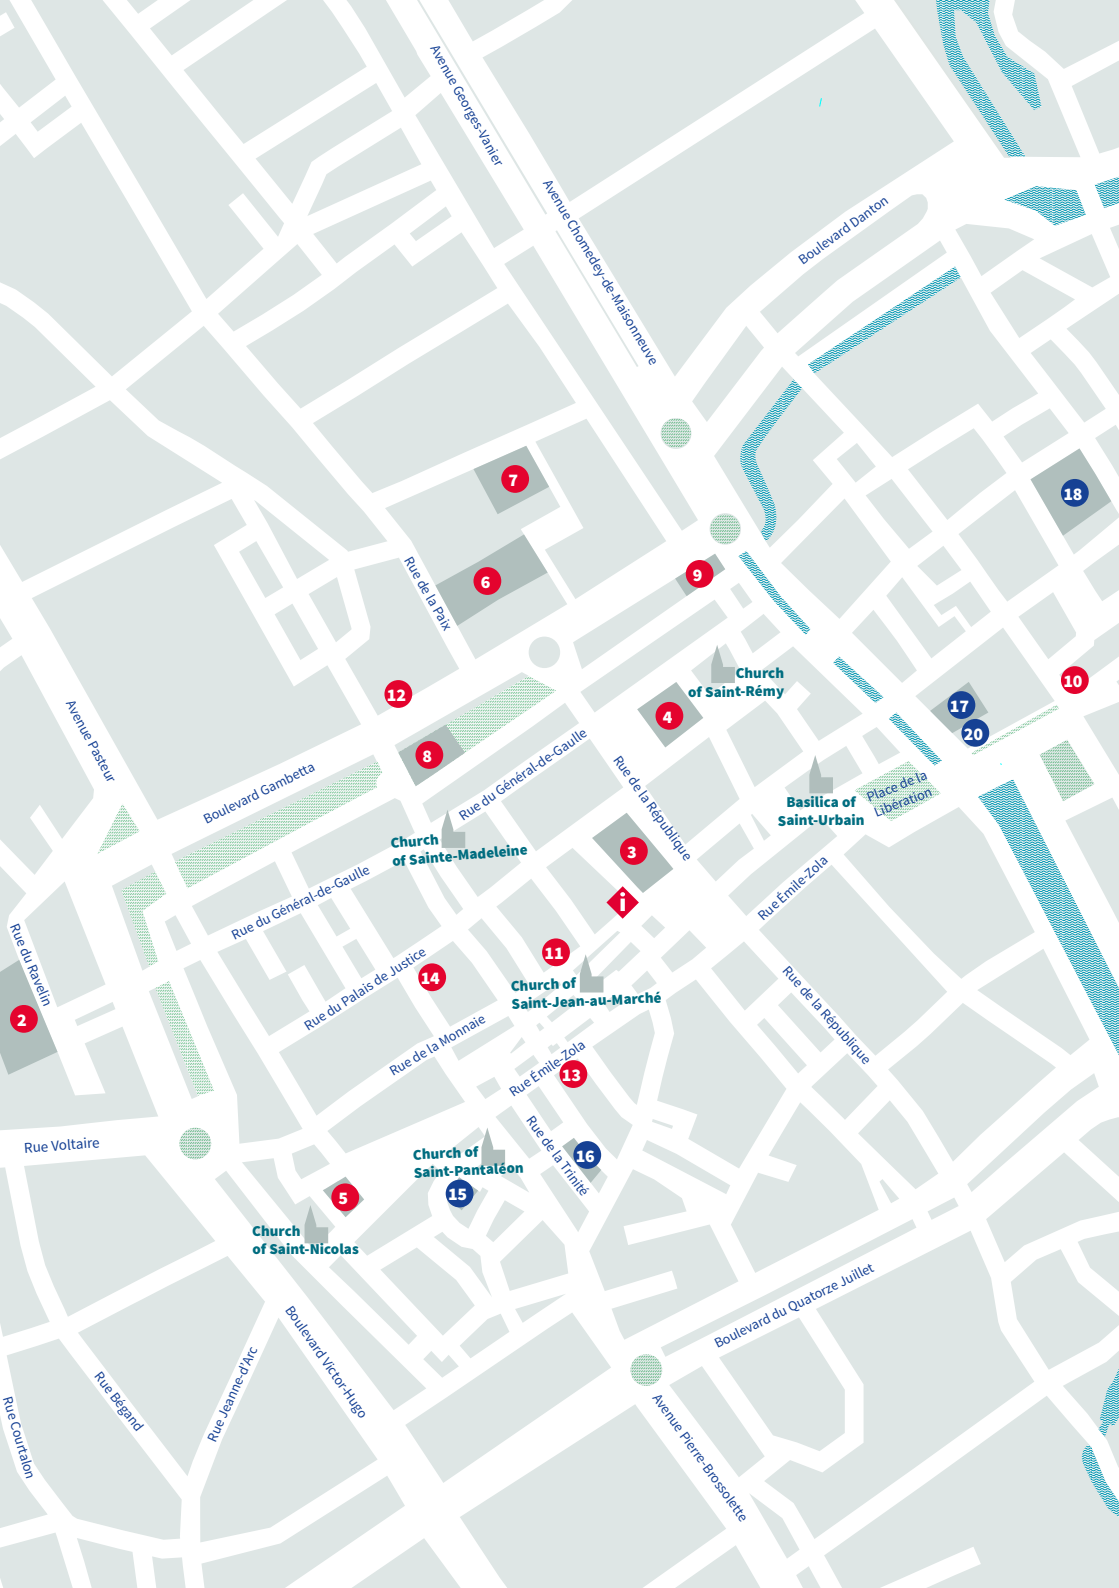 Avenue Georges-Vanier
Avenue Chomedey-de-Maisonneuve
Boulevard Danton
7
18
6
9
Rue de la Paix
Church
of Saint-Rémy
10
12
4
17
20
Avenue Pasteur
8
Rue du Général-de-Gaulle
Rue de la République
Boulevard Gambetta
Place de la
Libération
Basilica of
Saint-Urbain
Church
of Sainte-Madeleine
3
Rue du Général-de-Gaulle
Rue Émile-Zola
i
Rue du Ravelin
11
14
Rue du Palais de Justice
Church of
Saint-Jean-au-Marché
Rue de la République
2
Rue de la Monnaie
Rue Émile-Zola
13
Rue Voltaire
Rue de la Trinité
16
Church of
Saint-Pantaléon
15
5
Church
of Saint-Nicolas
Boulevard du Quatorze Juillet
Boulevard Victor-Hugo
Rue Jeanne-d'Arc
Rue Bégand
Rue Courtalon
Avenue Pierre-Brossolette